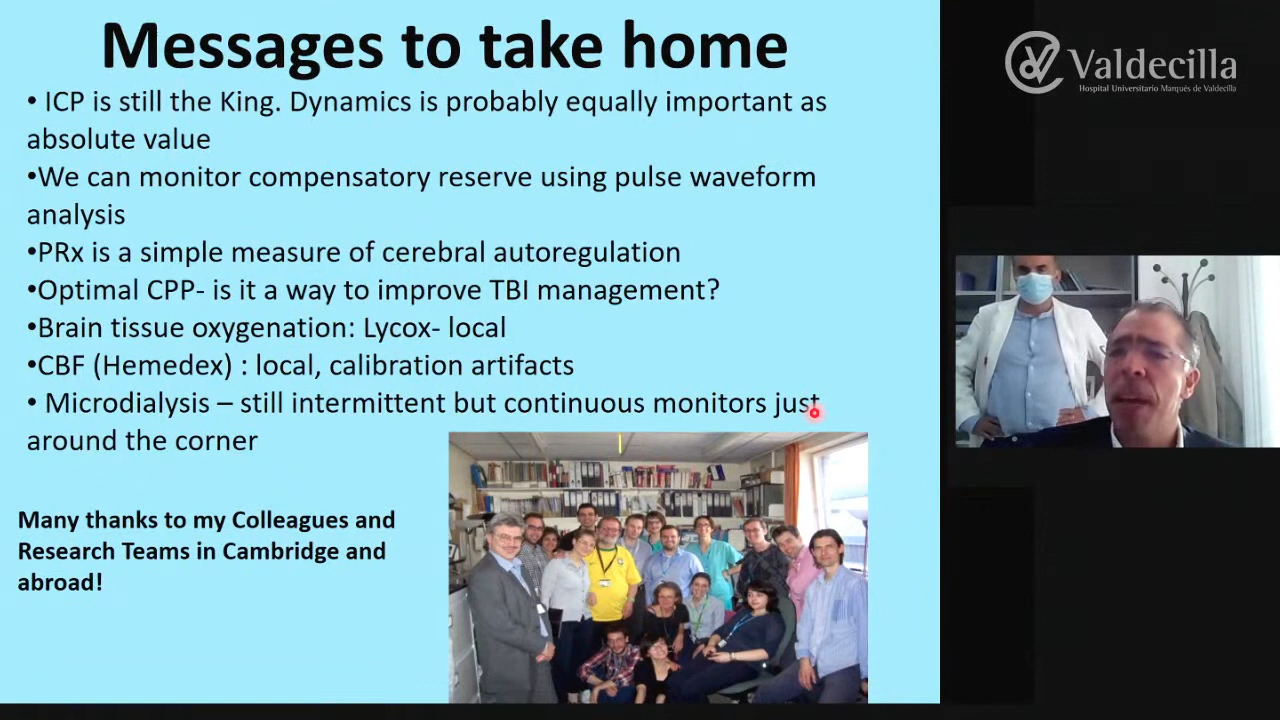 Messages to take home
• ICP is still the King. Dynamics is probably equally important as
absolute value
•We can monitor compensatory reserve using pulse waveform
analysis
•PRx is a simple measure of cerebral autoregulation
•Optimal CPP- is it a way to improve TBI management?
•Brain tissue oxygenation: Lycox- local
•CBF (Hemedex) : local, calibration artifacts
• Microdialysis – still intermittent but continuous monitors just
around the corner
Many thanks to my Colleagues and
Research Teams in Cambridge and
abroad!
Valdecilla
Hospital Universitario Marqués de Valdecilla